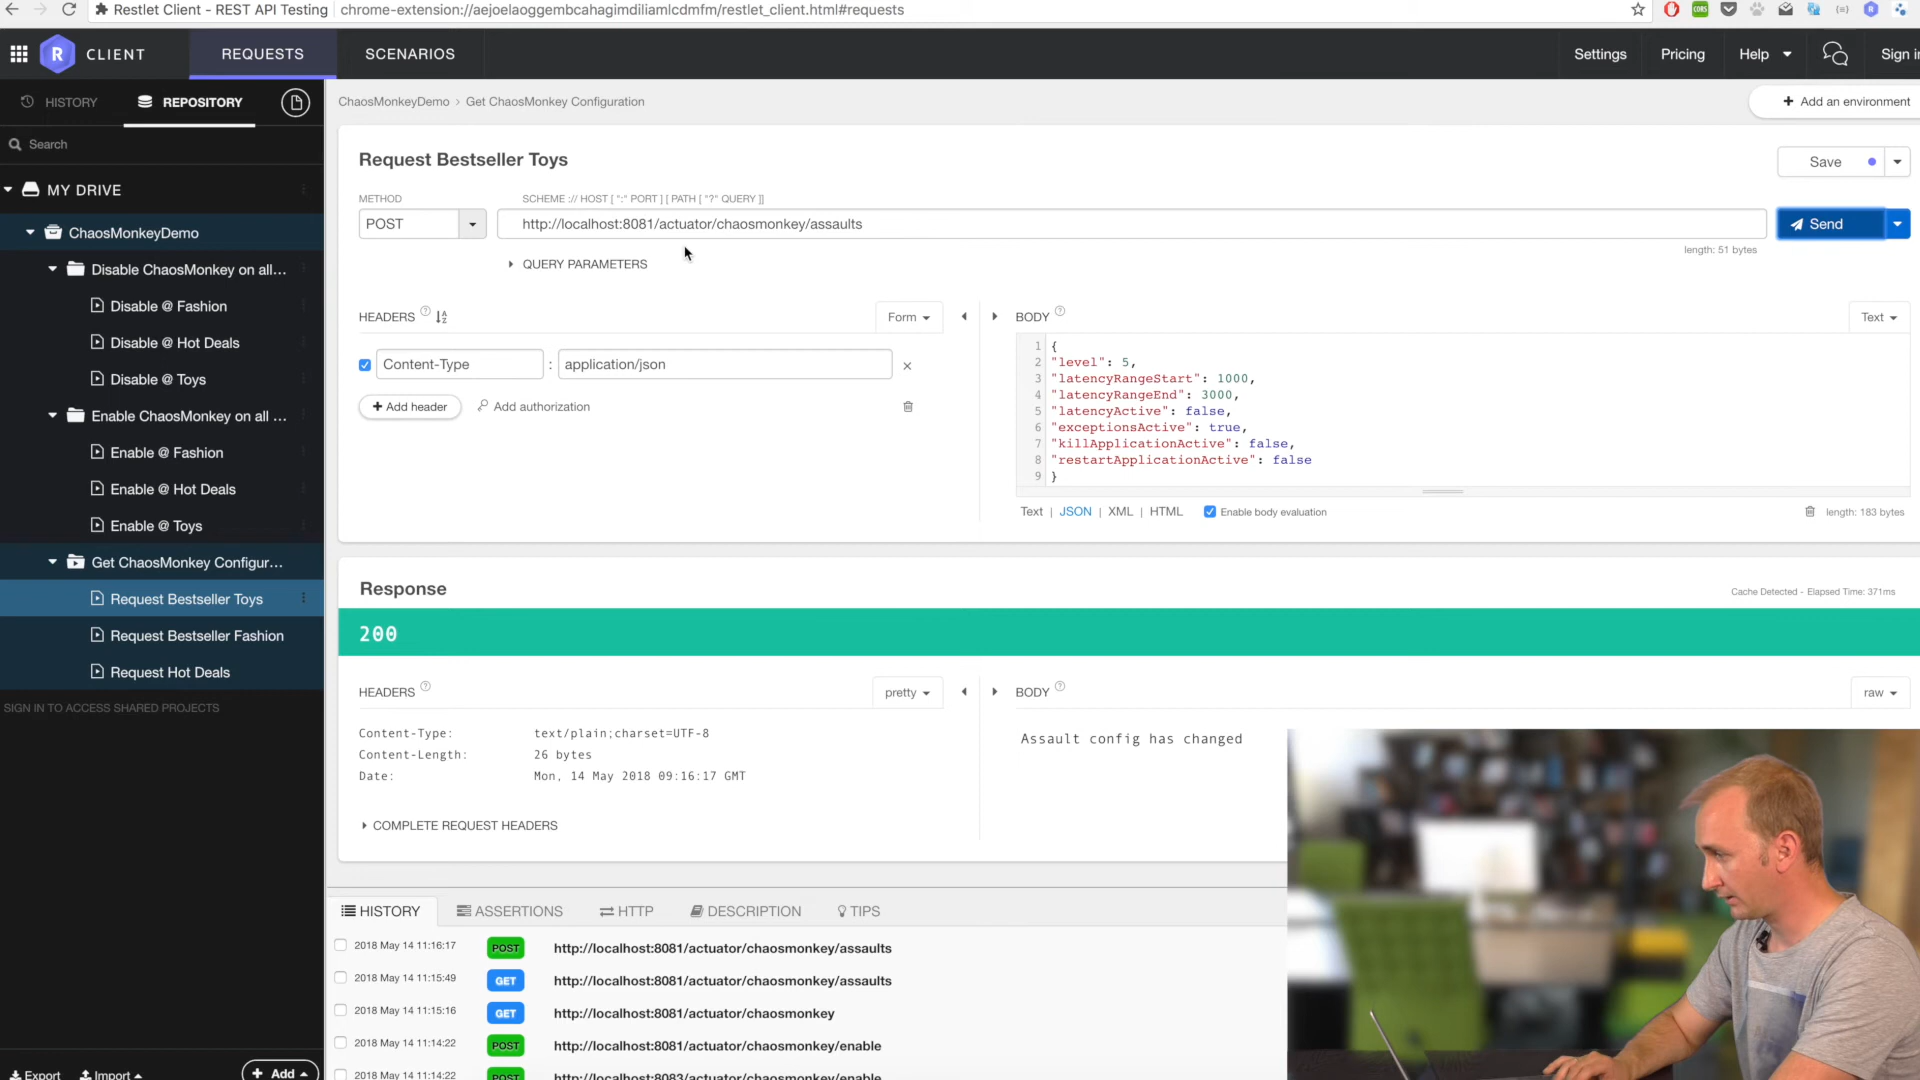 Restlet Client - REST API Testing
chrome-extension://aejoelaoggembcahagimdiliamlcdmfm/restlet_client.html#requests
R CLIENT
REQUESTS
SCENARIOS
Settings
Pricing
Help
Sign in
HISTORY
REPOSITORY
ChaosMonkeyDemo › Get ChaosMonkey Configuration
+ Add an environment
Search
Request Bestseller Toys
Save
MY DRIVE
METHOD
SCHEME :// HOST [ ":" PORT ] [ PATH [ "?" QUERY ]]
POST
http://localhost:8081/actuator/chaosmonkey/assaults
Send
length: 51 bytes
QUERY PARAMETERS
ChaosMonkeyDemo
Disable ChaosMonkey on all...
Disable @ Fashion
Disable @ Hot Deals
Disable @ Toys
Enable ChaosMonkey on all ...
Enable @ Fashion
Enable @ Hot Deals
Enable @ Toys
Get ChaosMonkey Configur...
Request Bestseller Toys
Request Bestseller Fashion
Request Hot Deals
SIGN IN TO ACCESS SHARED PROJECTS
HEADERS
Form
Content-Type : application/json
+ Add header
Add authorization
BODY
Text
1 {
2 "level": 5,
3 "latencyRangeStart": 1000,
4 "latencyRangeEnd": 3000,
5 "latencyActive": false,
6 "exceptionsActive": true,
7 "killApplicationActive": false,
8 "restartApplicationActive": false
9 }
Text | JSON | XML | HTML
Enable body evaluation
length: 183 bytes
Response
Cache Detected - Elapsed Time: 371ms
200
HEADERS
pretty
Content-Type: text/plain;charset=UTF-8
Content-Length: 26 bytes
Date: Mon, 14 May 2018 09:16:17 GMT
COMPLETE REQUEST HEADERS
BODY
raw
Assault config has changed
HISTORY
ASSERTIONS
HTTP
DESCRIPTION
TIPS
2018 May 14 11:16:17 POST http://localhost:8081/actuator/chaosmonkey/assaults
2018 May 14 11:15:49 GET http://localhost:8081/actuator/chaosmonkey/assaults
2018 May 14 11:15:16 GET http://localhost:8081/actuator/chaosmonkey
2018 May 14 11:14:22 POST http://localhost:8081/actuator/chaosmonkey/enable
2018 May 14 11:14:22 POST http://localhost:8083/actuator/chaosmonkey/enable
Export
Import
+ Add